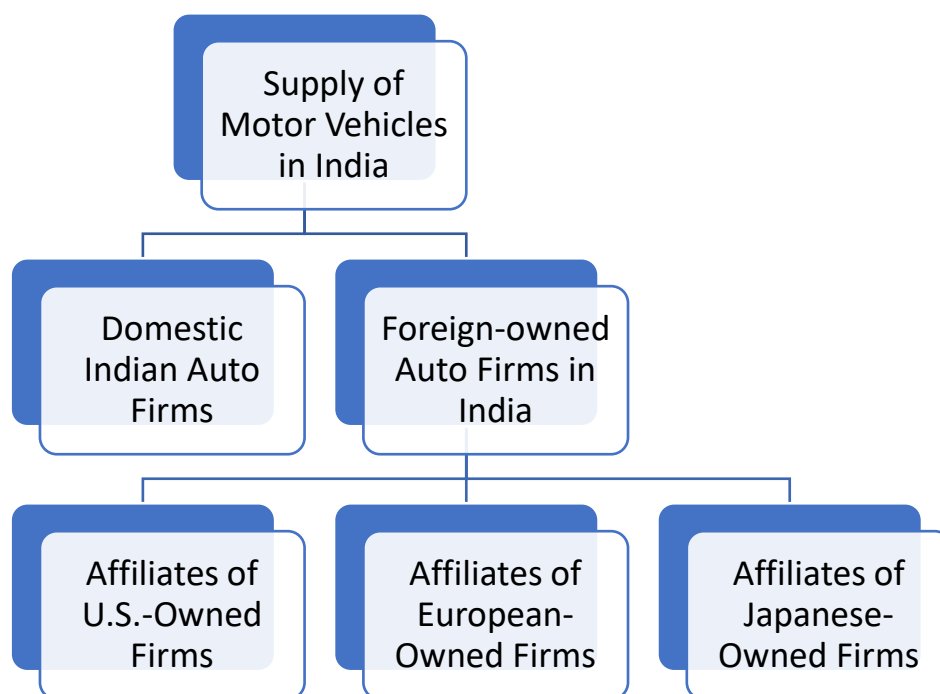 Supply of
Motor Vehicles
in India
Domestic
Indian Auto
Firms
Foreign-owned
Auto Firms in
India
Affiliates of
U.S.-Owned
Firms
Affiliates of
European-
Owned Firms
Affiliates of
Japanese-
Owned Firms